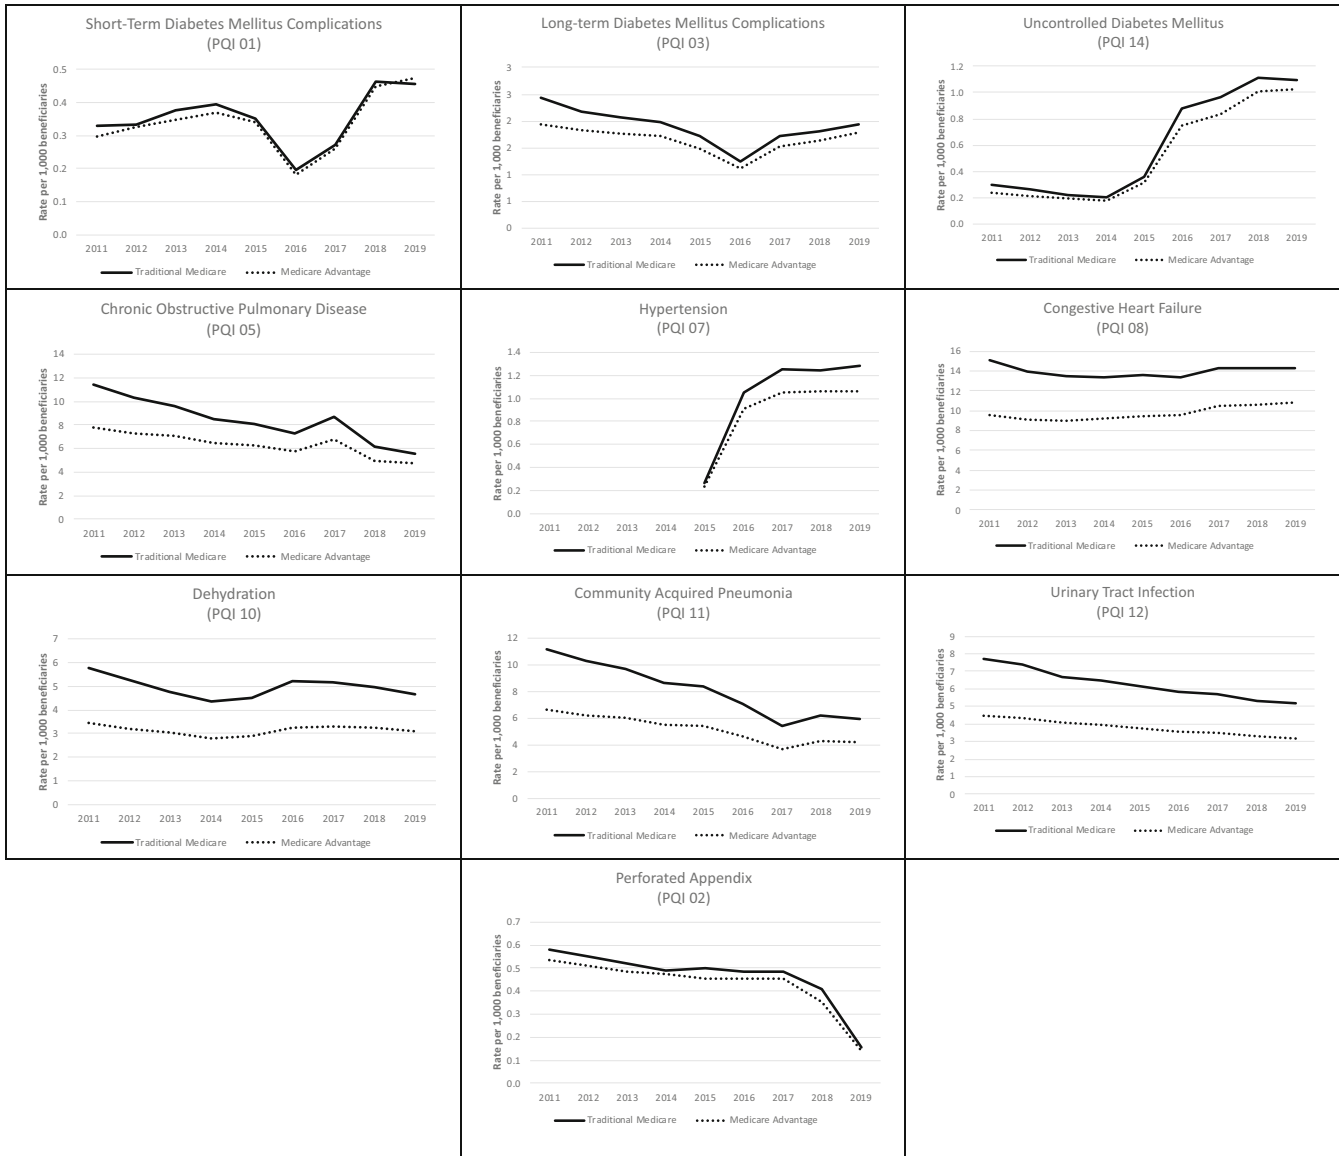 Short-Term Diabetes Mellitus Complications
(PQI 01)
Rate per 1,000 beneficiaries
0.5
0.4
0.3
0.2
0.1
0.0
2011 2012 2013 2014 2015 2016 2017 2018 2019
Traditional Medicare Medicare Advantage
Long-term Diabetes Mellitus Complications
(PQI 03)
Rate per 1,000 beneficiaries
3
3
2
2
1
1
0
2011 2012 2013 2014 2015 2016 2017 2018 2019
Traditional Medicare Medicare Advantage
Uncontrolled Diabetes Mellitus
(PQI 14)
Rate per 1,000 beneficiaries
1.2
1.0
0.8
0.6
0.4
0.2
0.0
2011 2012 2013 2014 2015 2016 2017 2018 2019
Traditional Medicare Medicare Advantage
Chronic Obstructive Pulmonary Disease
(PQI 05)
Rate per 1,000 beneficiaries
14
12
10
8
6
4
2
0
2011 2012 2013 2014 2015 2016 2017 2018 2019
Traditional Medicare Medicare Advantage
Hypertension
(PQI 07)
Rate per 1,000 beneficiaries
1.4
1.2
1.0
0.8
0.6
0.4
0.2
0.0
2011 2012 2013 2014 2015 2016 2017 2018 2019
Traditional Medicare Medicare Advantage
Congestive Heart Failure
(PQI 08)
Rate per 1,000 beneficiaries
16
14
12
10
8
6
4
2
0
2011 2012 2013 2014 2015 2016 2017 2018 2019
Traditional Medicare Medicare Advantage
Dehydration
(PQI 10)
Rate per 1,000 beneficiaries
7
6
5
4
3
2
1
0
2011 2012 2013 2014 2015 2016 2017 2018 2019
Traditional Medicare Medicare Advantage
Community Acquired Pneumonia
(PQI 11)
Rate per 1,000 beneficiaries
12
10
8
6
4
2
0
2011 2012 2013 2014 2015 2016 2017 2018 2019
Traditional Medicare Medicare Advantage
Urinary Tract Infection
(PQI 12)
Rate per 1,000 beneficiaries
9
8
7
6
5
4
3
2
1
0
2011 2012 2013 2014 2015 2016 2017 2018 2019
Traditional Medicare Medicare Advantage
Perforated Appendix
(PQI 02)
Rate per 1,000 beneficiaries
0.7
0.6
0.5
0.4
0.3
0.2
0.1
0.0
2011 2012 2013 2014 2015 2016 2017 2018 2019
Traditional Medicare Medicare Advantage